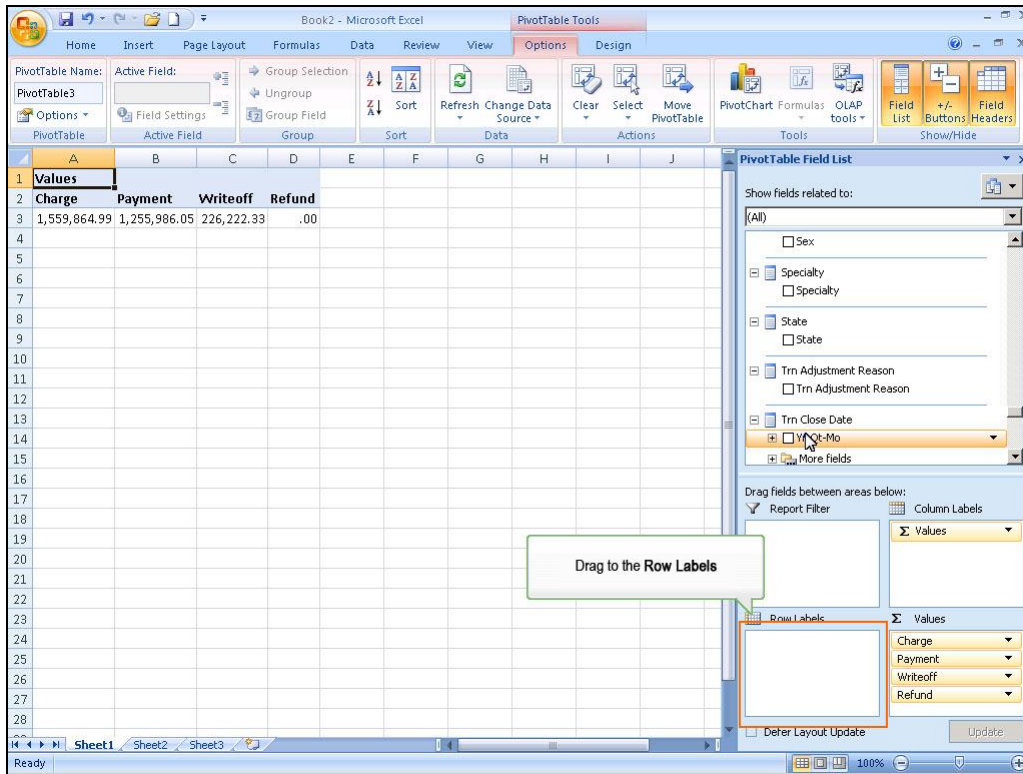 Book2 - Microsoft Excel PivotTable Tools
Home Insert Page Layout Formulas Data Review View Options Design
PivotTable Name: Active Field: Group Selection
PivotTable3 Ungroup
Options Field Settings Group Field Sort Refresh Change Data Source Clear Select Move PivotTable PivotChart Formulas OLAP tools Field List +/- Buttons Field Headers
PivotTable Active Field Group Sort Data Actions Tools Show/Hide
A B C D E F G H I J
1 Values
2 Charge Payment Writeoff Refund
3 1,559,864.99 1,255,986.05 226,222.33 .00
4
5
6
7
8
9
10
11
12
13
14
15
16
17
18
19
20
21
22
23
24
25
26
27
28
PivotTable Field List
Show fields related to:
(All)
Sex
Specialty
Specialty
State
State
Trn Adjustment Reason
Trn Adjustment Reason
Trn Close Date
More fields
Drag fields between areas below:
Report Filter Column Labels
Σ Values
Drag to the Row Labels
Row Labels Σ Values
Charge
Payment
Writeoff
Refund
Defer Layout Update Update
Sheet1 Sheet2 Sheet3
Ready 100%